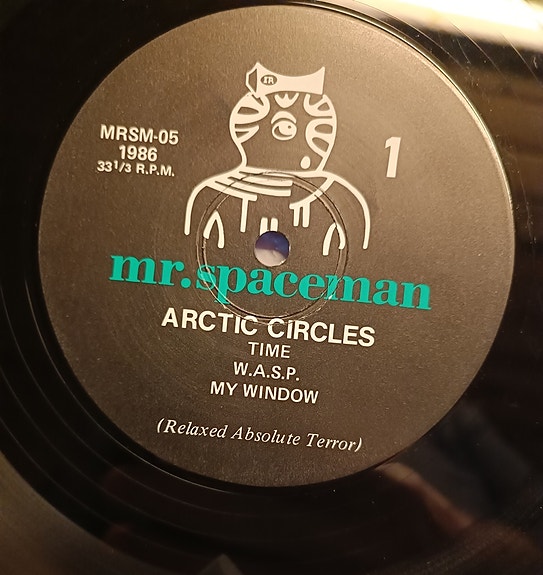 MRSM-05
1986
33 1/3 R.P.M.
1
mr.spaceman
ARCTIC CIRCLES
TIME
W.A.S.P.
MY WINDOW
(Relaxed Absolute Terror)